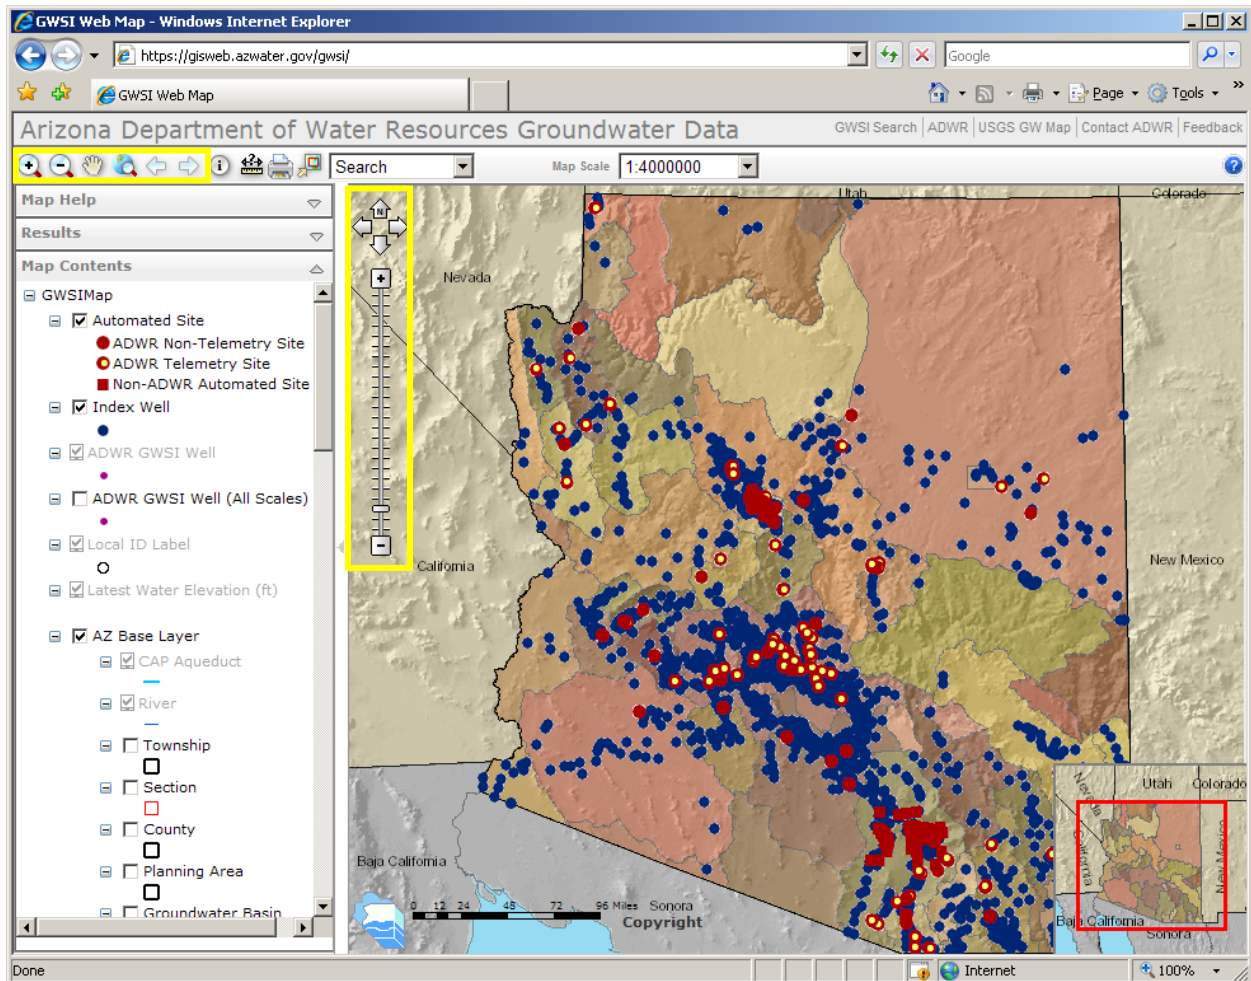 GWSI Web Map - Windows Internet Explorer
https://gisweb.azwater.gov/gwsi/
Google
GWSI Web Map
Page
Tools
»
Arizona Department of Water Resources Groundwater Data
GWSI Search | ADWR | USGS GW Map | Contact ADWR | Feedback
Search
Map Scale
1:4000000
Map Help
Results
Map Contents
GWSIMap
Automated Site
ADWR Non-Telemetry Site
ADWR Telemetry Site
Non-ADWR Automated Site
Index Well
ADWR GWSI Well
ADWR GWSI Well (All Scales)
Local ID Label
Latest Water Elevation (ft)
AZ Base Layer
CAP Aqueduct
River
Township
Section
County
Planning Area
Groundwater Basin
N
Utah
Colorado
Nevada
California
New Mexico
Baja California
Sonora
0 12 24 48 72 96 Miles
Copyright
Utah
Colorado
Nevada
California
New Mexico
Baja California
Sonora
Done
Internet
100%